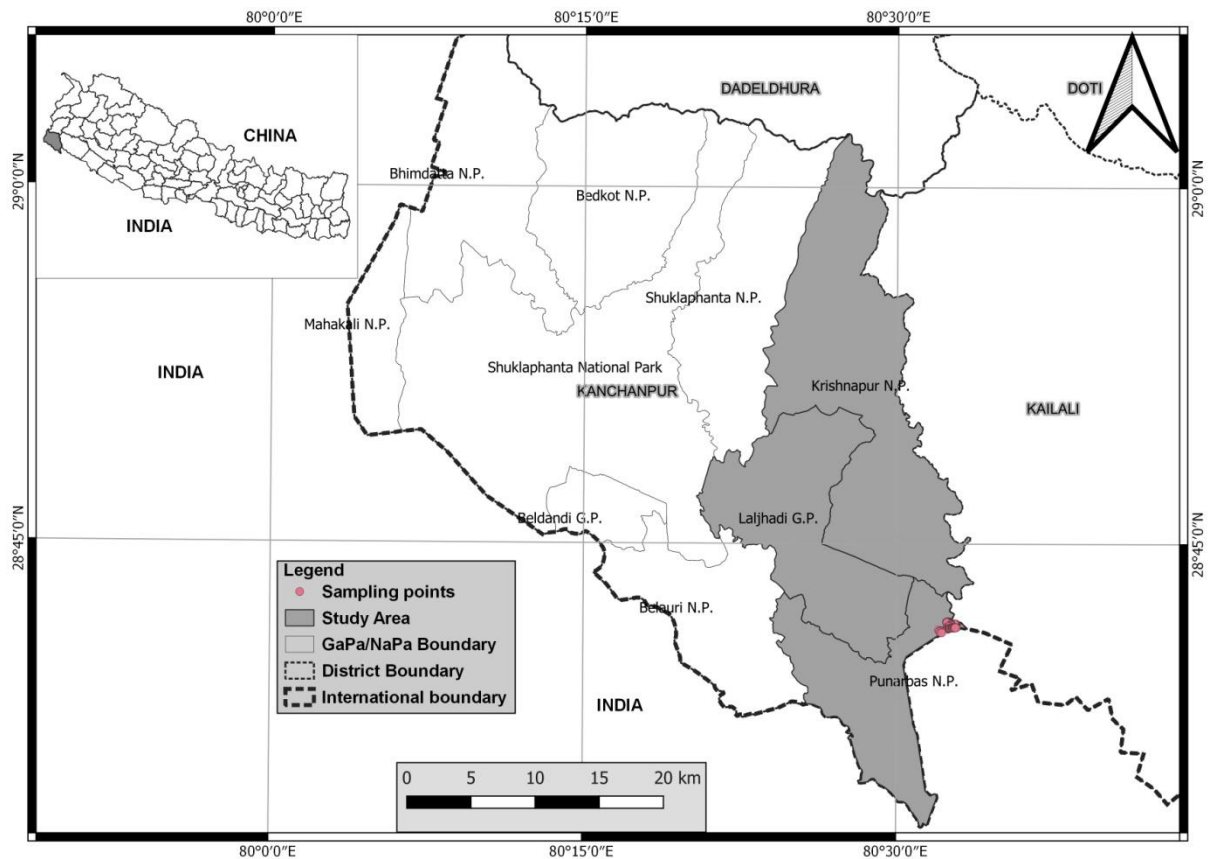 80°0'0"E
80°15'0"E
80°30'0"E
DADELDHURA
DOTI
CHINA
INDIA
29°0'0"N
29°0'0"N
Bhimdatta N.P.
Bedkot N.P.
Shuklaphanta N.P.
Mahakali N.P.
INDIA
Shuklaphanta National Park
KANCHANPUR
Krishnapur N.P.
KAILALI
Beldandi G.P.
Laljhadi G.P.
28°45'0"N
28°45'0"N
Belauri N.P.
Punarbas N.P.
INDIA
Legend
Sampling points
Study Area
GaPa/NaPa Boundary
District Boundary
International boundary
0 5 10 15 20 km
80°0'0"E
80°15'0"E
80°30'0"E